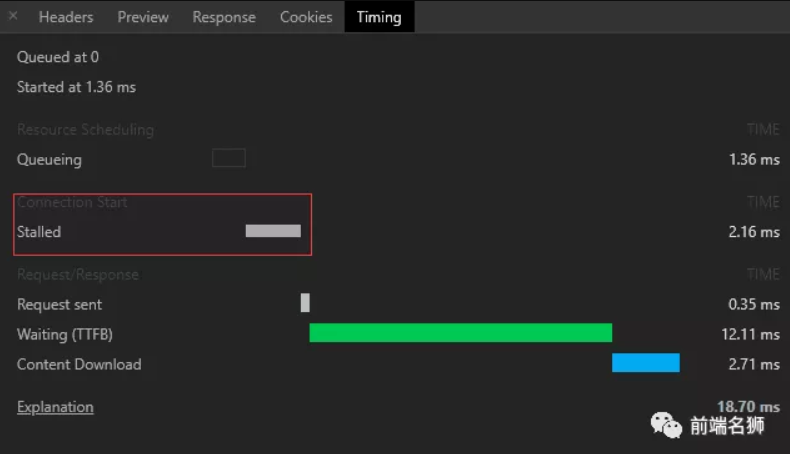 × Headers Preview Response Cookies Timing
Queued at 0
Started at 1.36 ms
Resource Scheduling TIME
Queueing 1.36 ms
Connection Start TIME
Stalled 2.16 ms
Request/Response TIME
Request sent 0.35 ms
Waiting (TTFB) 12.11 ms
Content Download 2.71 ms
Explanation 18.70 ms
前端名狮